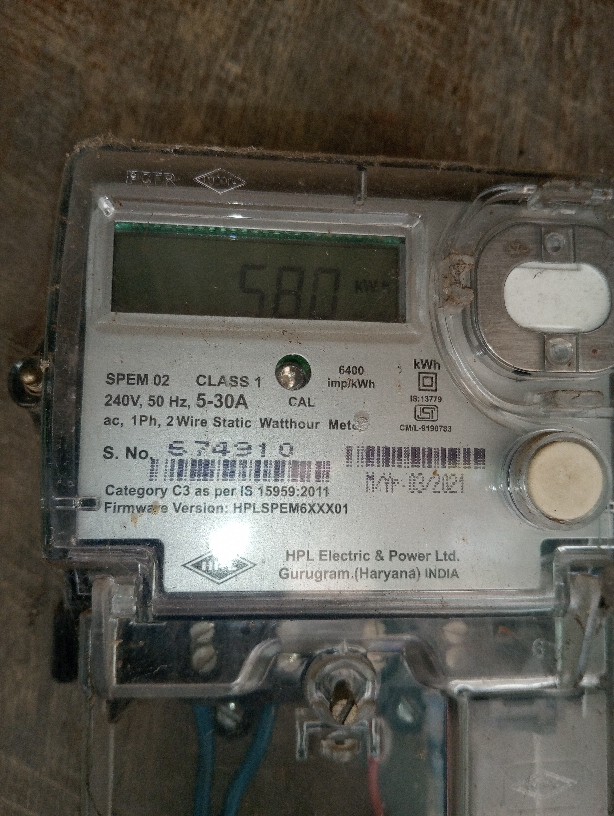 580 kWh
SPEM 02 CLASS 1
240V, 50 Hz, 5-30A
CAL
6400
imp/kWh
kWh
IS:13779
CM/L-9190783
ac, 1Ph, 2 Wire Static Watthour Meter
S. No. 674910
M/Yr. 03/2021
Category C3 as per IS 15959:2011
Firmware Version: HPLSPEM6XXX01
HPL Electric & Power Ltd.
Gurugram.(Haryana) INDIA